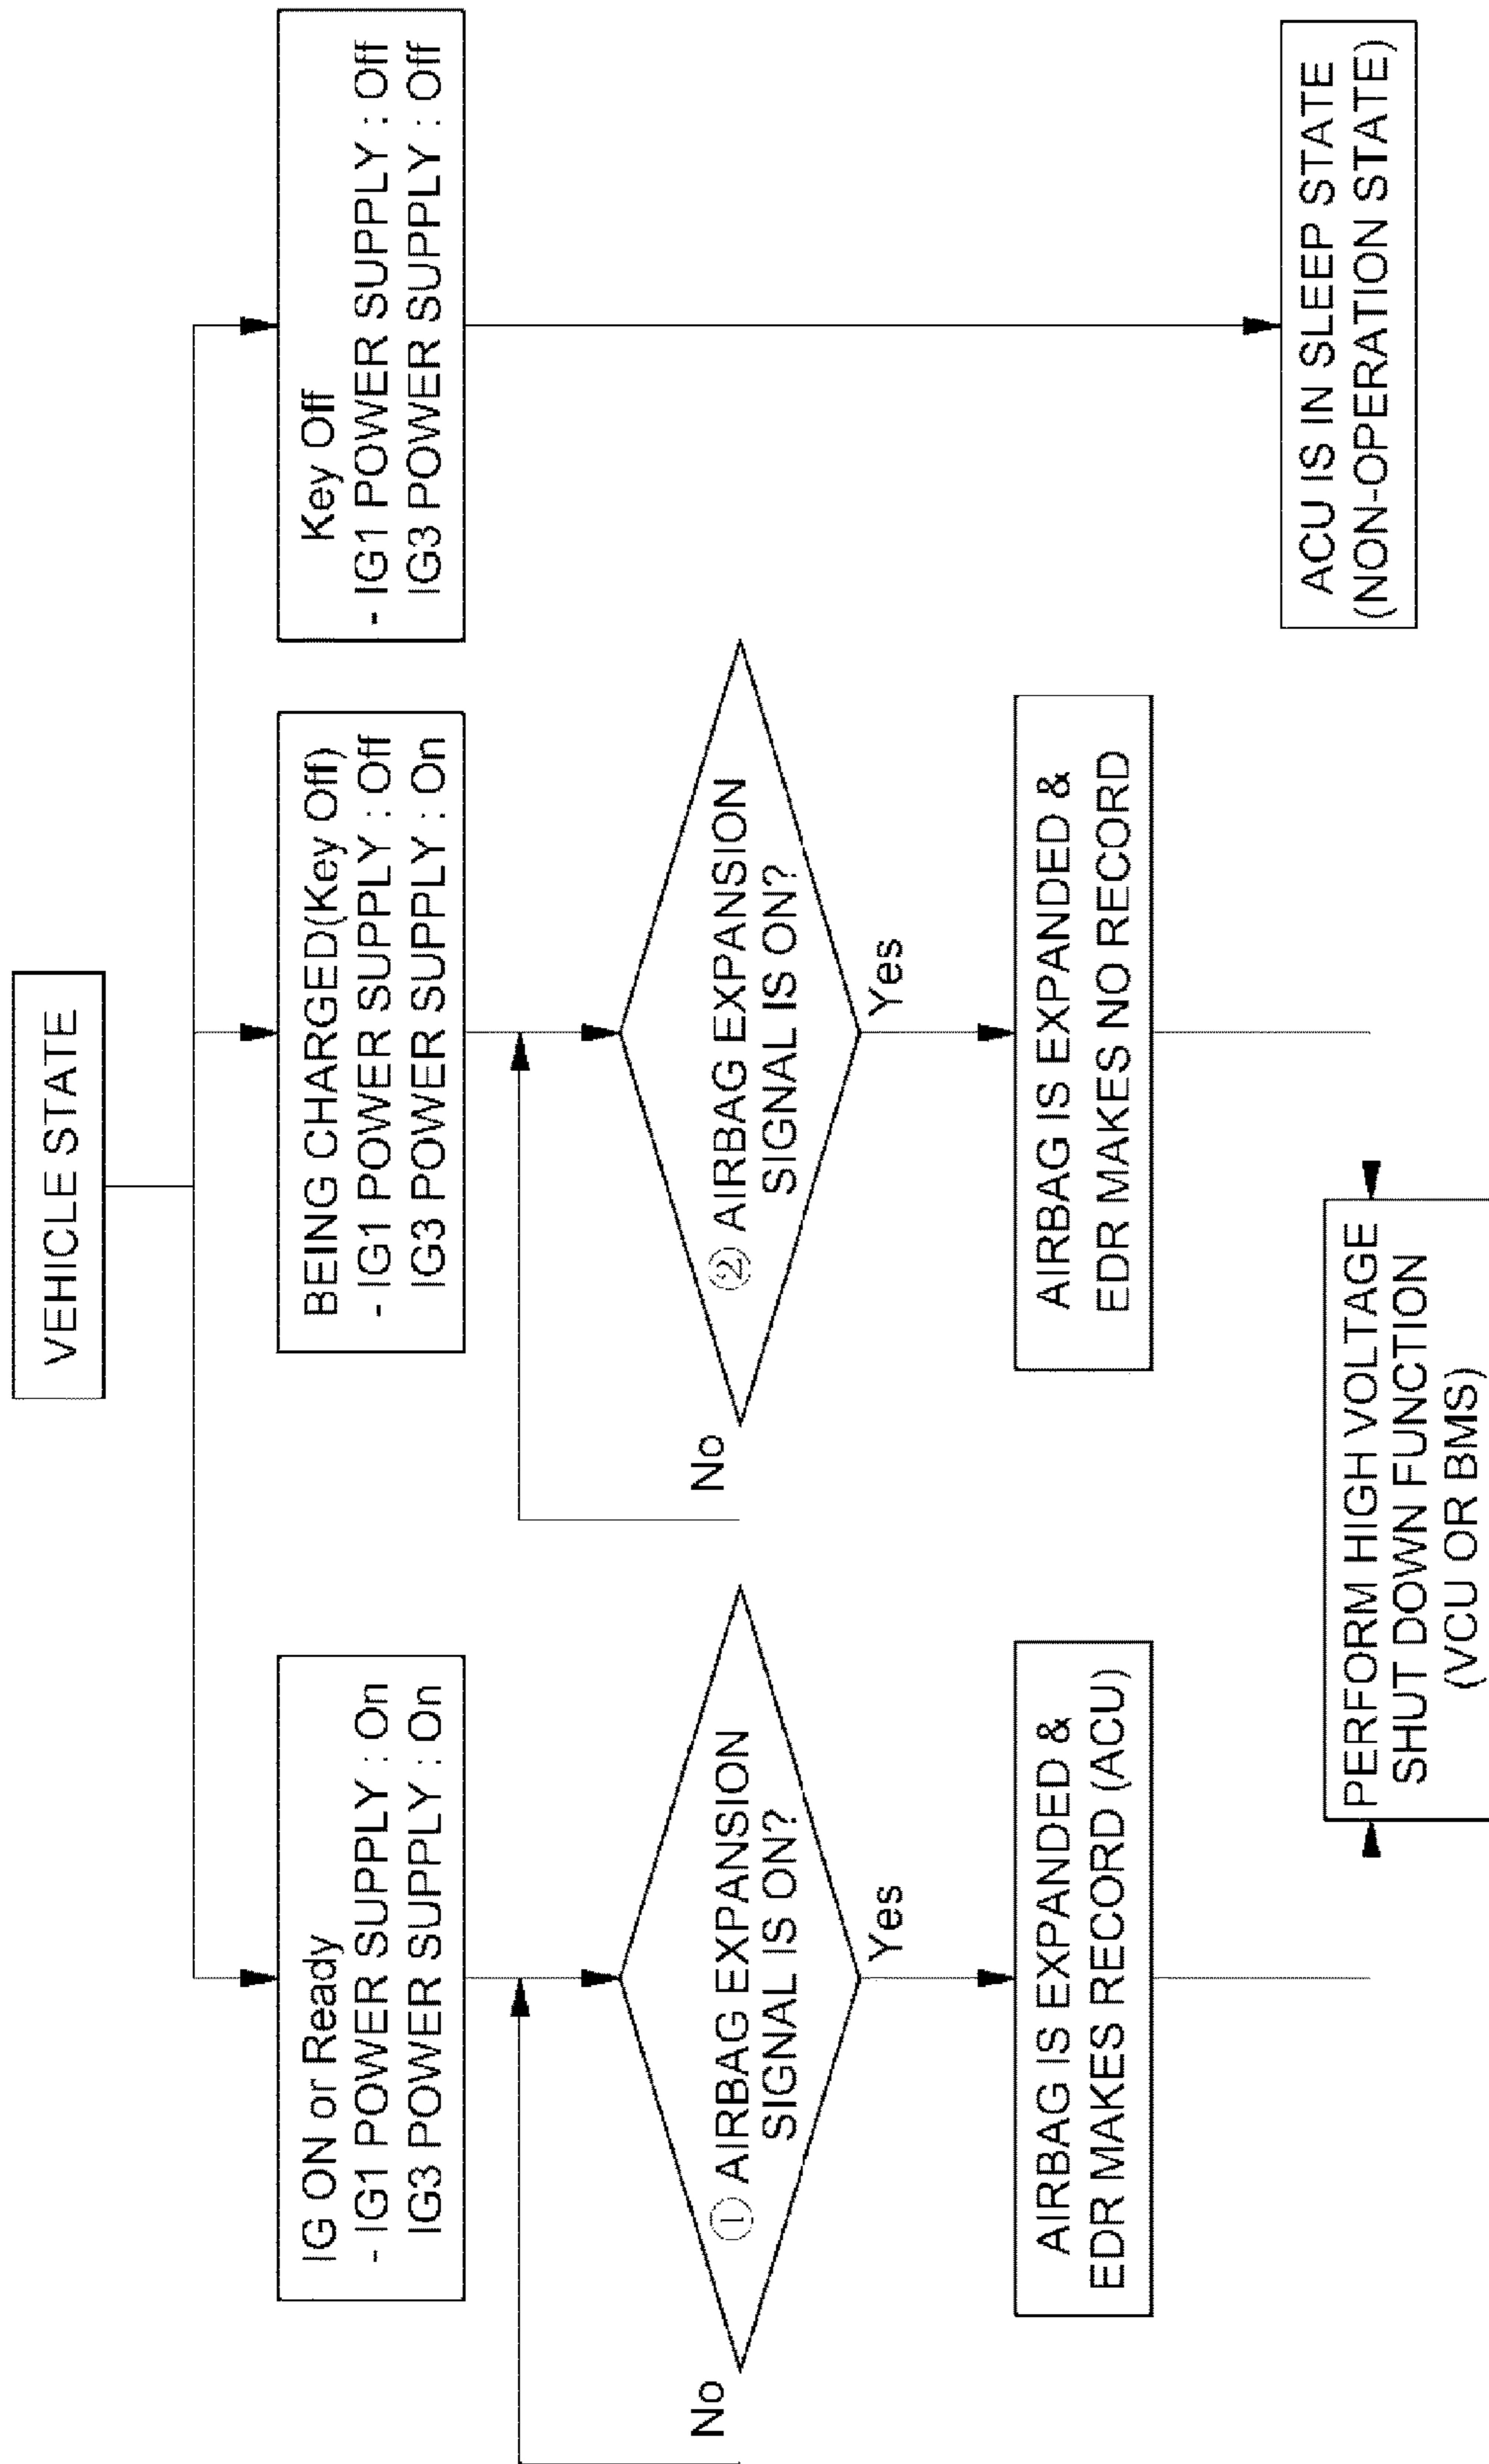 VEHICLE STATE
IG ON or Ready
- IG1 POWER SUPPLY : On
IG3 POWER SUPPLY : On
BEING CHARGED(Key Off)
- IG1 POWER SUPPLY : Off
IG3 POWER SUPPLY : On
Key Off
- IG1 POWER SUPPLY : Off
IG3 POWER SUPPLY : Off
No
① AIRBAG EXPANSION
SIGNAL IS ON?
Yes
No
② AIRBAG EXPANSION
SIGNAL IS ON?
Yes
AIRBAG IS EXPANDED &
EDR MAKES RECORD (ACU)
AIRBAG IS EXPANDED &
EDR MAKES NO RECORD
PERFORM HIGH VOLTAGE
SHUT DOWN FUNCTION
(VCU OR BMS)
ACU IS IN SLEEP STATE
(NON-OPERATION STATE)